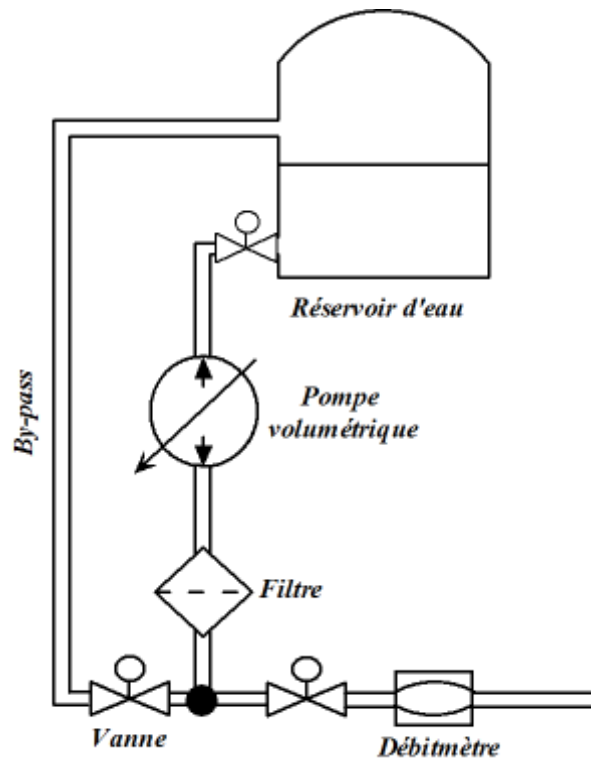 Réservoir d'eau
Pompe
volumétrique
By-pass
Filtre
Vanne
Débitmètre